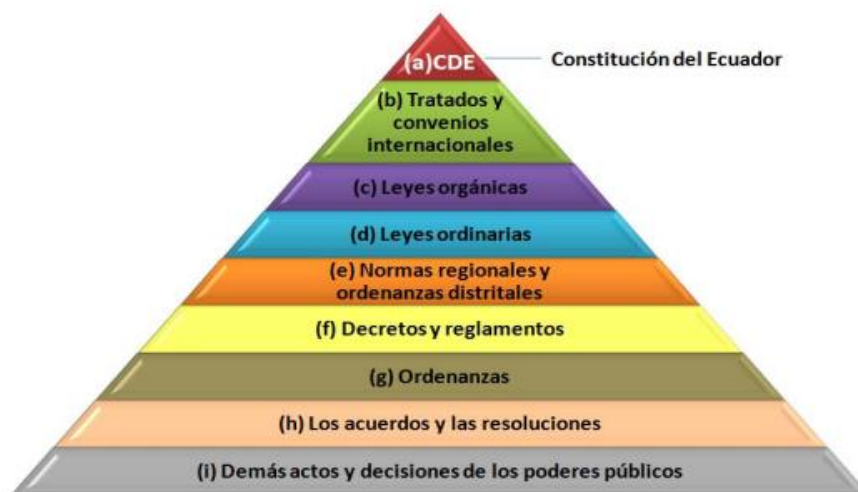 (a)CDE
Constitución del Ecuador
(b) Tratados y
convenios
internacionales
(c) Leyes orgánicas
(d) Leyes ordinarias
(e) Normas regionales y
ordenanzas distritales
(f) Decretos y reglamentos
(g) Ordenanzas
(h) Los acuerdos y las resoluciones
(i) Demás actos y decisiones de los poderes públicos